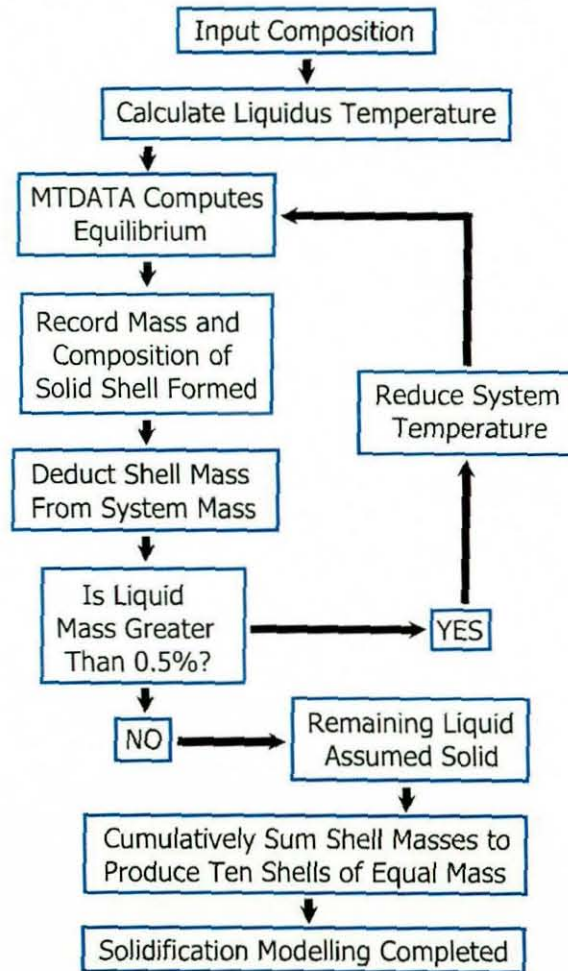 Input Composition
Calculate Liquidus Temperature
MTDATA Computes
Equilibrium
Record Mass and
Composition of
Solid Shell Formed
Reduce System
Temperature
Deduct Shell Mass
From System Mass
Is Liquid
Mass Greater
Than 0.5%?
YES
NO
Remaining Liquid
Assumed Solid
Cumulatively Sum Shell Masses to
Produce Ten Shells of Equal Mass
Solidification Modelling Completed